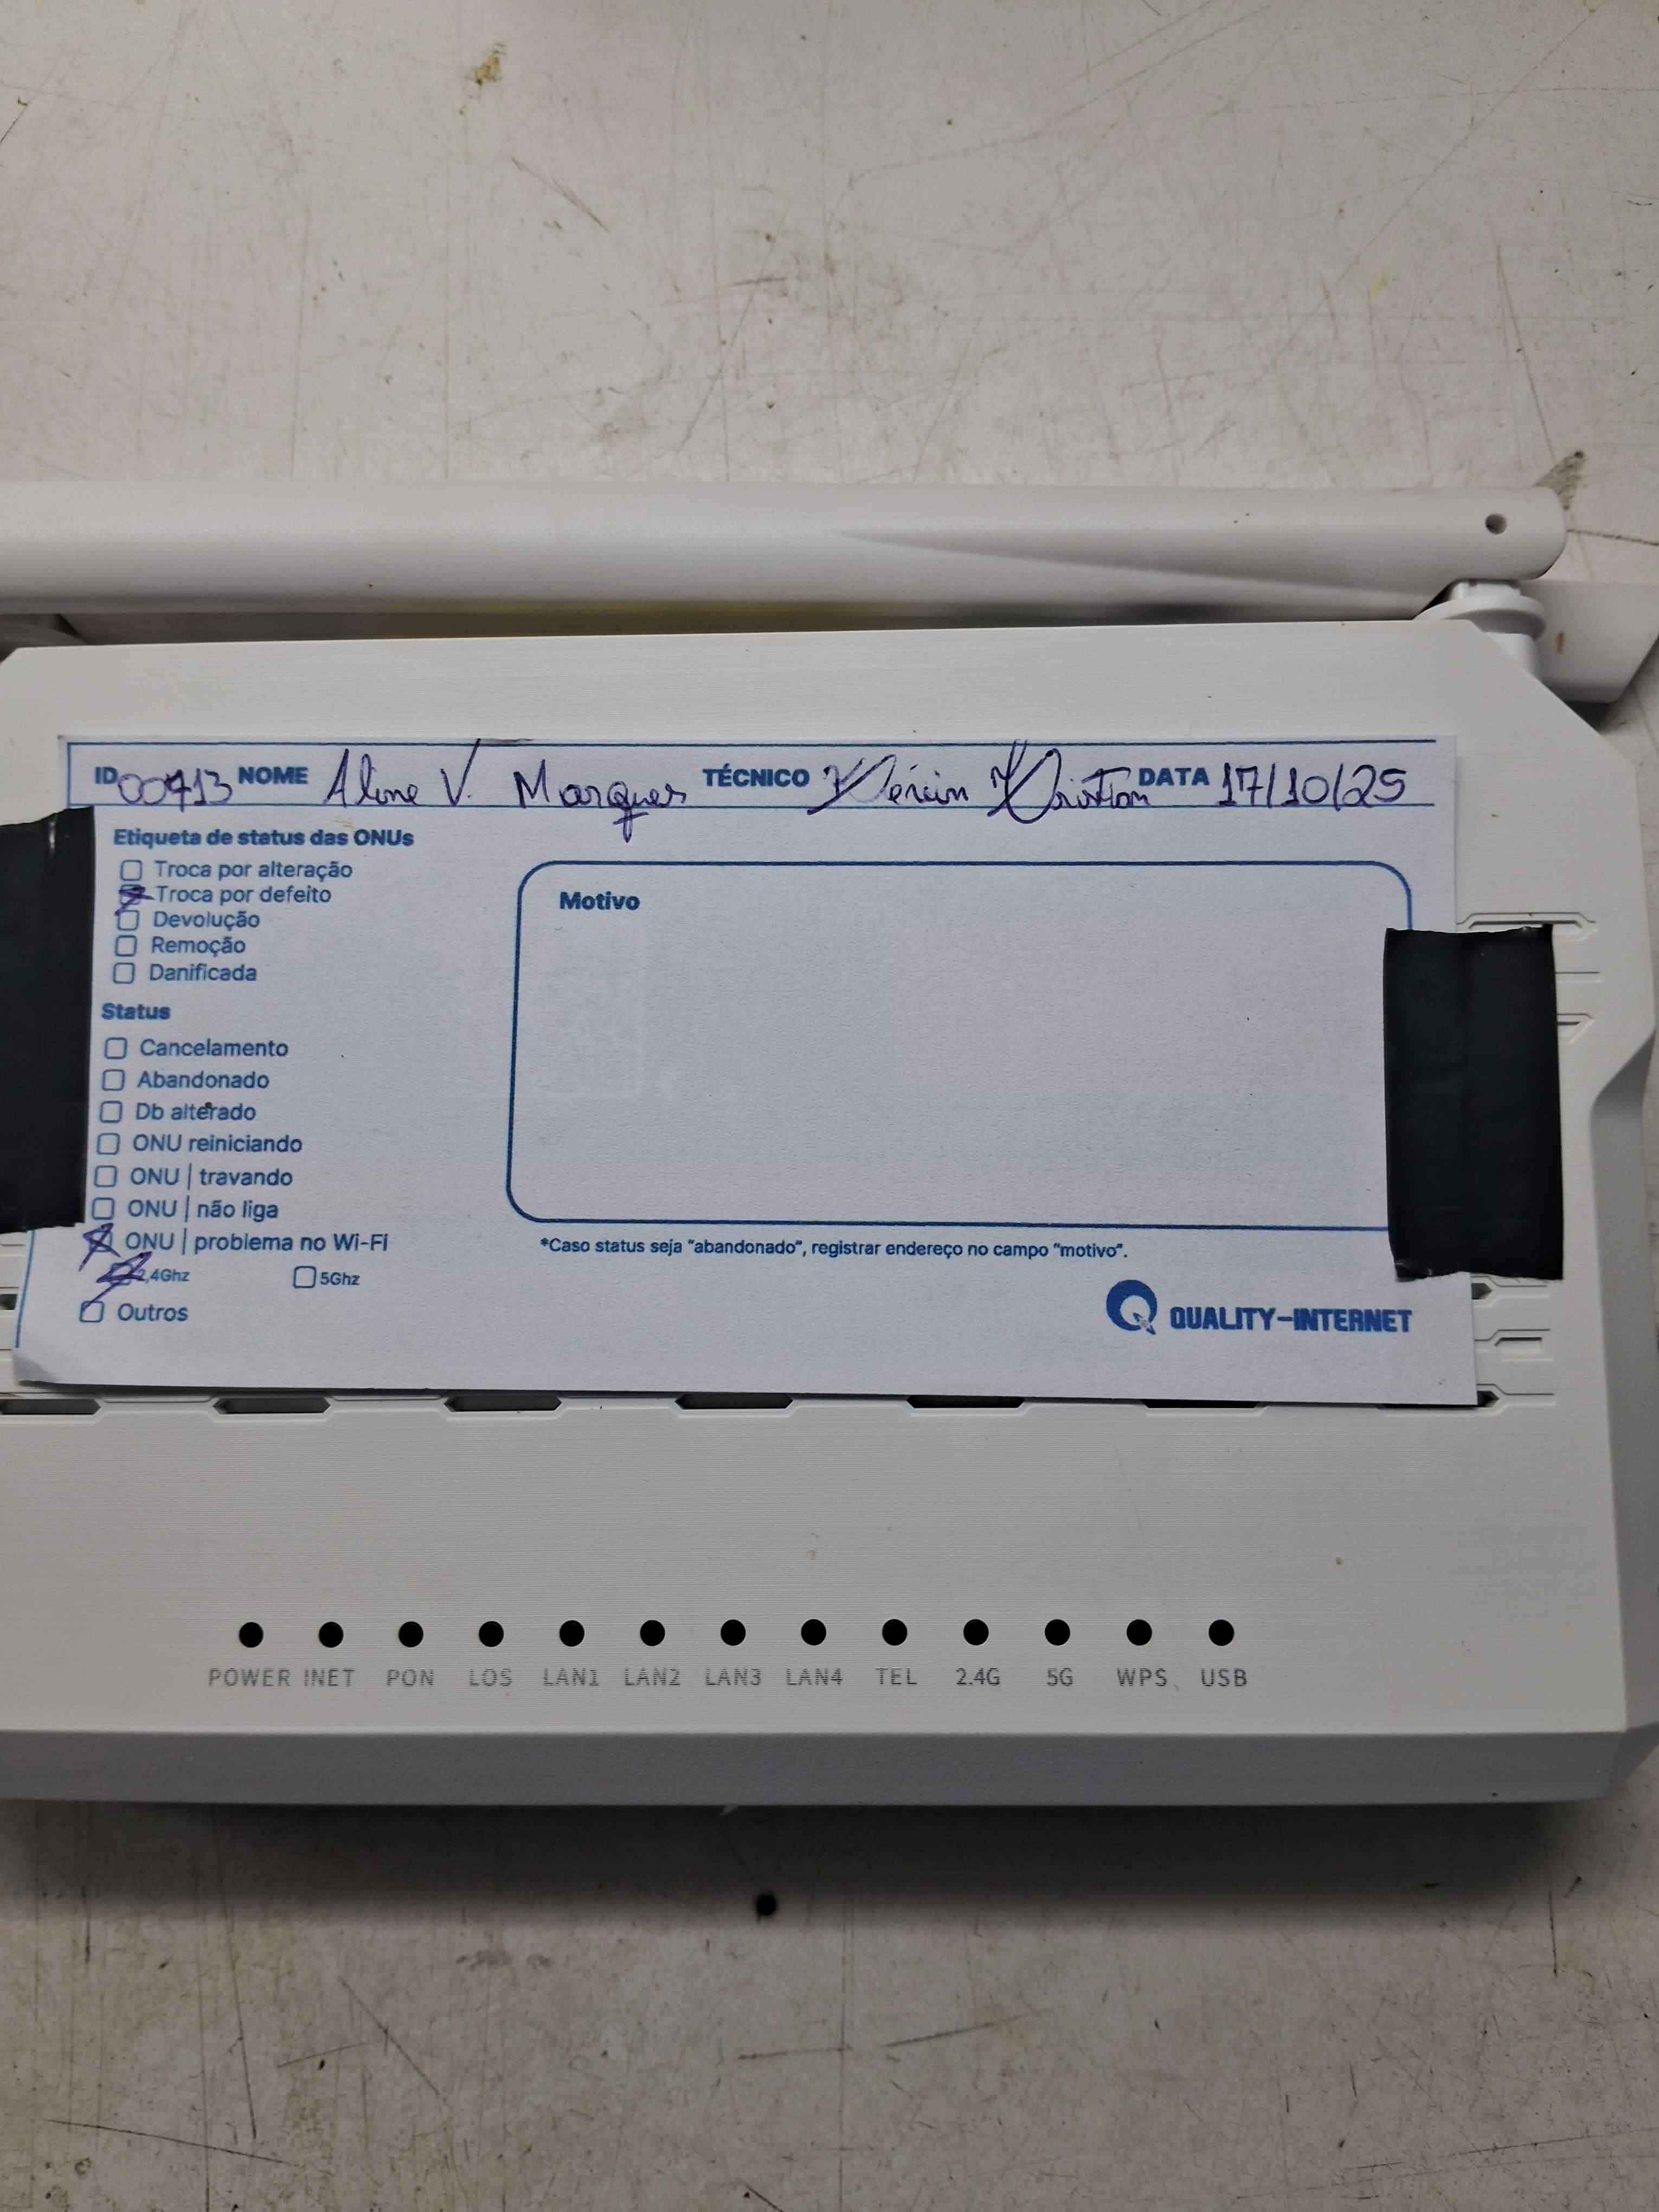 ID 00713 NOME Aline V. Marques TÉCNICO DATA 17/10/25
Etiqueta de status das ONUs
Troca por alteração
Troca por defeito
Devolução
Remoção
Danificada
Motivo
Status
Cancelamento
Abandonado
Db alterado
ONU reiniciando
ONU | travando
ONU | não liga
ONU | problema no Wi-Fi
2,4Ghz 5Ghz
Outros
*Caso status seja "abandonado", registrar endereço no campo "motivo".
QUALITY-INTERNET
POWER INET PON LOS LAN1 LAN2 LAN3 LAN4 TEL 2.4G 5G WPS USB